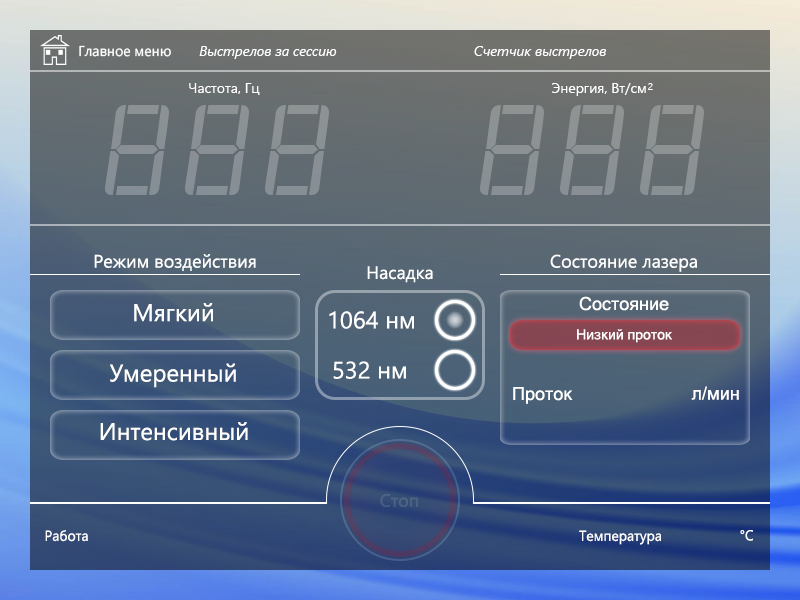 Главное меню
Выстрелов за сессию
Счетчик выстрелов
Частота, Гц
Энергия, Вт/см²
Режим воздействия
Насадка
Состояние лазера
Мягкий
Умеренный
Интенсивный
1064 нм
532 нм
Состояние
Низкий проток
Проток л/мин
Стоп
Работа
Температура °C